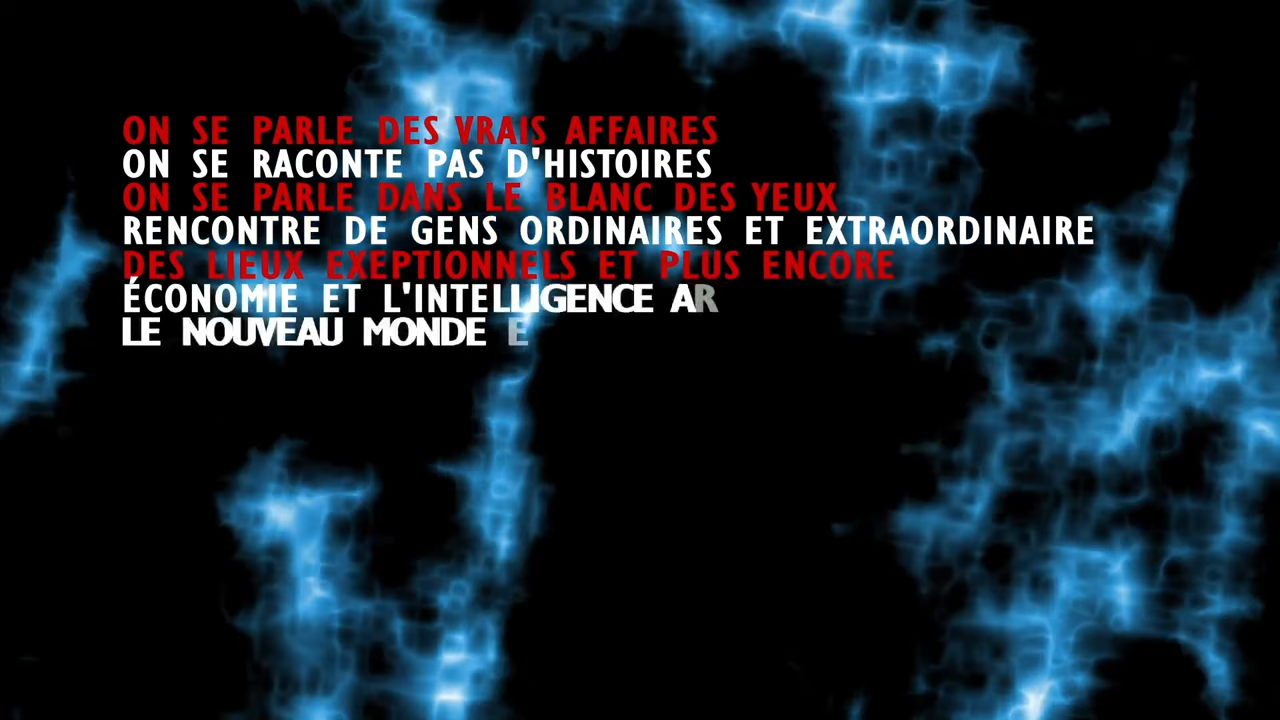 ON SE PARLE DES VRAIS AFFAIRES
ON SE RACONTE PAS D'HISTOIRES
ON SE PARLE DANS LE BLANC DES YEUX
RENCONTRE DE GENS ORDINAIRES ET EXTRAORDINAIRE
DES LIEUX EXEPTIONNELS ET PLUS ENCORE
ÉCONOMIE ET L'INTELLIGENCE AR
LE NOUVEAU MONDE E